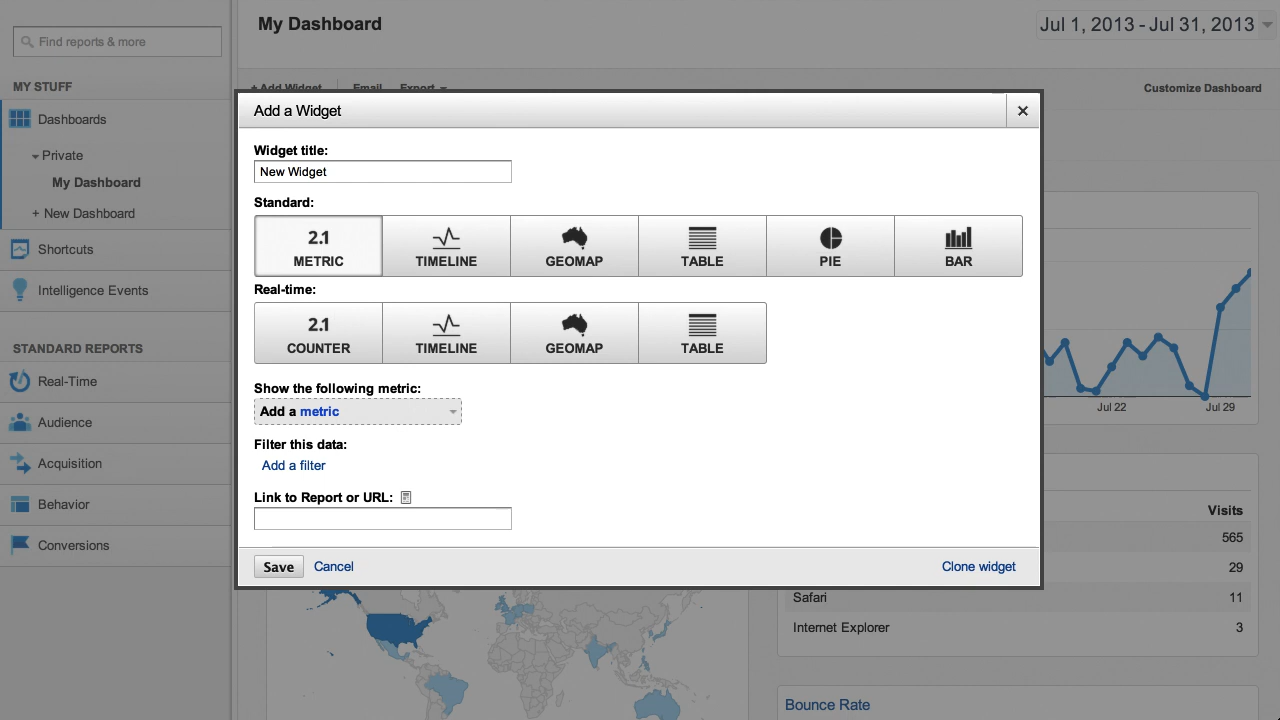 My Dashboard
Jul 1, 2013 - Jul 31, 2013
Find reports & more
MY STUFF
+ Add Widget Email Export
Customize Dashboard
Dashboards
Private
My Dashboard
+ New Dashboard
Shortcuts
Intelligence Events
STANDARD REPORTS
Real-Time
Audience
Acquisition
Behavior
Conversions
Add a Widget
Widget title:
New Widget
Standard:
2.1
METRIC TIMELINE GEOMAP TABLE PIE BAR
Real-time:
2.1
COUNTER TIMELINE GEOMAP TABLE
Show the following metric:
Add a metric
Filter this data:
Add a filter
Link to Report or URL:
Save Cancel Clone widget
Jul 22 Jul 29
Visits
565
29
Safari 11
Internet Explorer 3
Bounce Rate